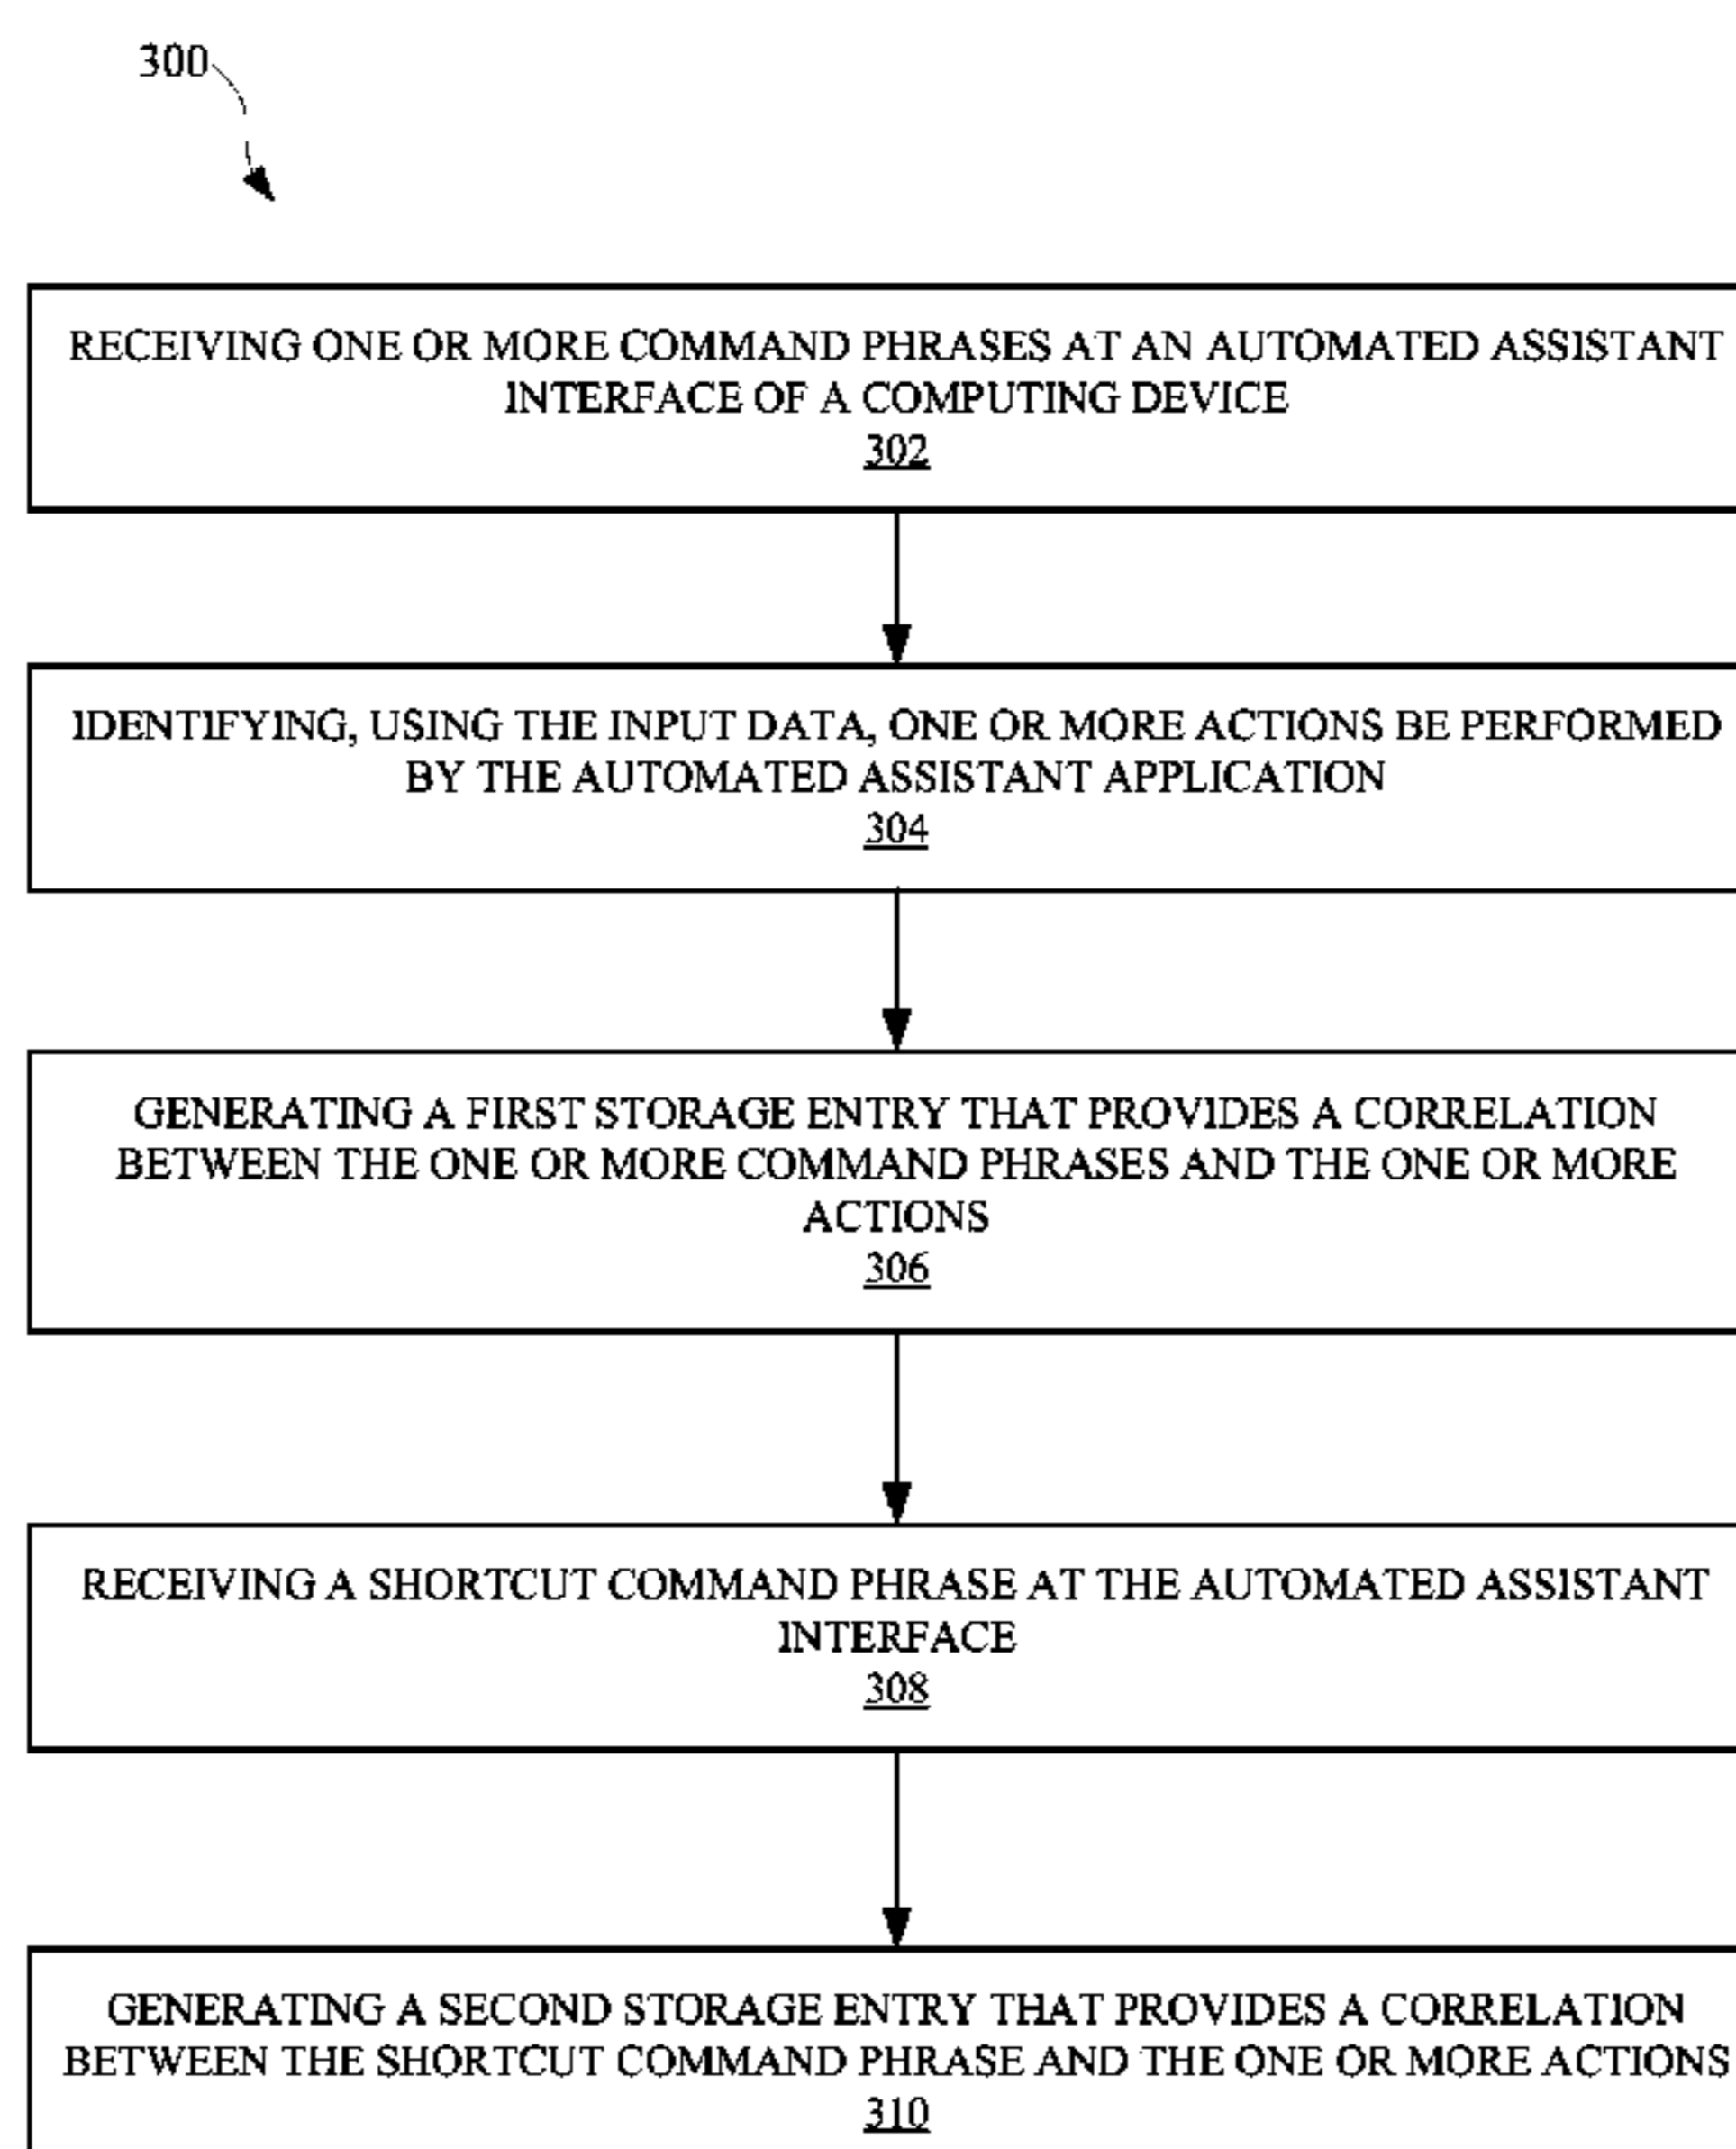 300
RECEIVING ONE OR MORE COMMAND PHRASES AT AN AUTOMATED ASSISTANT
INTERFACE OF A COMPUTING DEVICE
302
IDENTIFYING, USING THE INPUT DATA, ONE OR MORE ACTIONS BE PERFORMED
BY THE AUTOMATED ASSISTANT APPLICATION
304
GENERATING A FIRST STORAGE ENTRY THAT PROVIDES A CORRELATION
BETWEEN THE ONE OR MORE COMMAND PHRASES AND THE ONE OR MORE
ACTIONS
306
RECEIVING A SHORTCUT COMMAND PHRASE AT THE AUTOMATED ASSISTANT
INTERFACE
308
GENERATING A SECOND STORAGE ENTRY THAT PROVIDES A CORRELATION
BETWEEN THE SHORTCUT COMMAND PHRASE AND THE ONE OR MORE ACTIONS
310